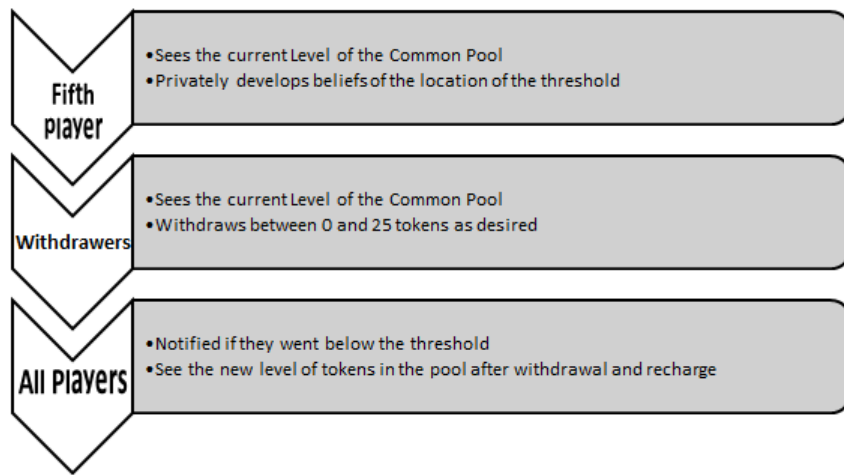 Fifth
player
•Sees the current Level of the Common Pool
•Privately develops beliefs of the location of the threshold
Withdrawers
•Sees the current Level of the Common Pool
•Withdraws between 0 and 25 tokens as desired
All Players
•Notified if they went below the threshold
•See the new level of tokens in the pool after withdrawal and recharge